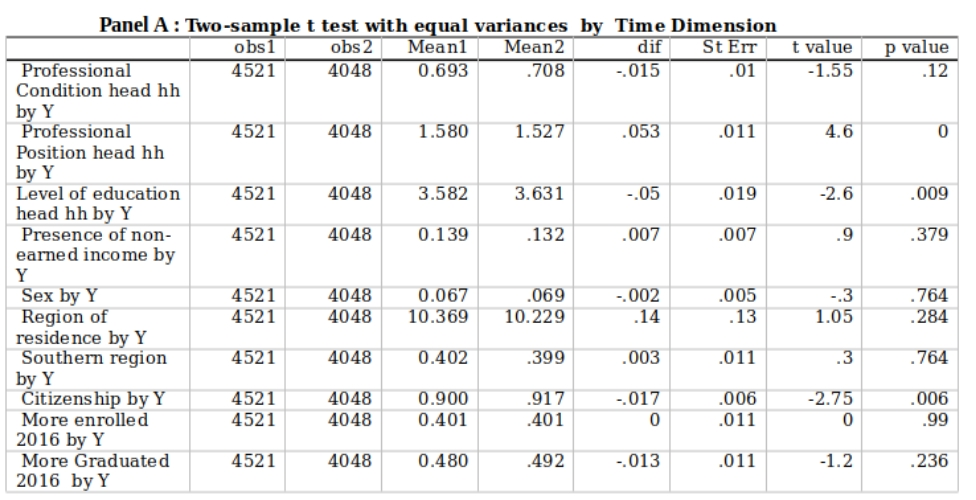 Panel A : Two-sample t test with equal variances by Time Dimension
obs1 obs2 Mean1 Mean2 dif St Err t value p value
Professional 4521 4048 0.693 .708 -.015 .01 -1.55 .12
Condition head hh
by Y
Professional 4521 4048 1.580 1.527 .053 .011 4.6 0
Position head hh
by Y
Level of education 4521 4048 3.582 3.631 -.05 .019 -2.6 .009
head hh by Y
Presence of non- 4521 4048 0.139 .132 .007 .007 .9 .379
earned income by
Y
Sex by Y 4521 4048 0.067 .069 -.002 .005 -.3 .764
Region of 4521 4048 10.369 10.229 .14 .13 1.05 .284
residence by Y
Southern region 4521 4048 0.402 .399 .003 .011 .3 .764
by Y
Citizenship by Y 4521 4048 0.900 .917 -.017 .006 -2.75 .006
More enrolled 4521 4048 0.401 .401 0 .011 0 .99
2016 by Y
More Graduated 4521 4048 0.480 .492 -.013 .011 -1.2 .236
2016 by Y